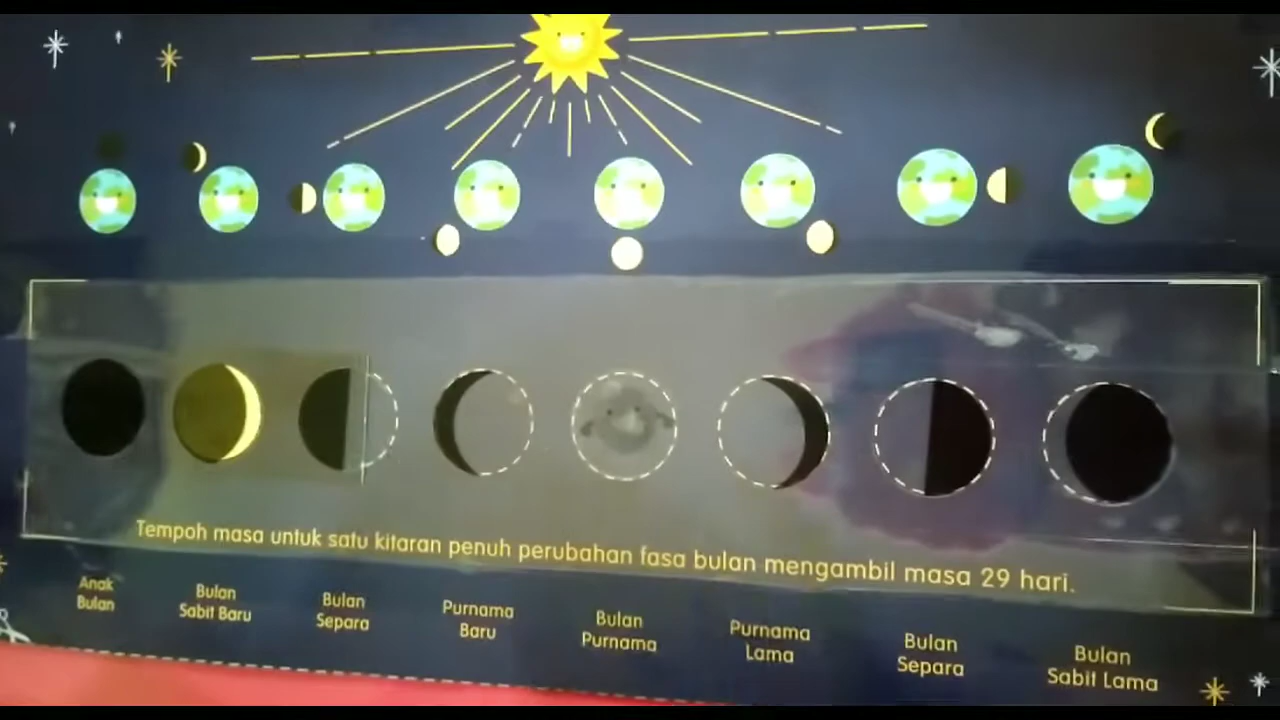 Tempoh masa untuk satu kitaran penuh perubahan fasa bulan mengambil masa 29 hari.
Anak
Bulan
Bulan
Sabit Baru
Bulan
Separa
Purnama
Baru
Bulan
Purnama
Purnama
Lama
Bulan
Separa
Bulan
Sabit Lama